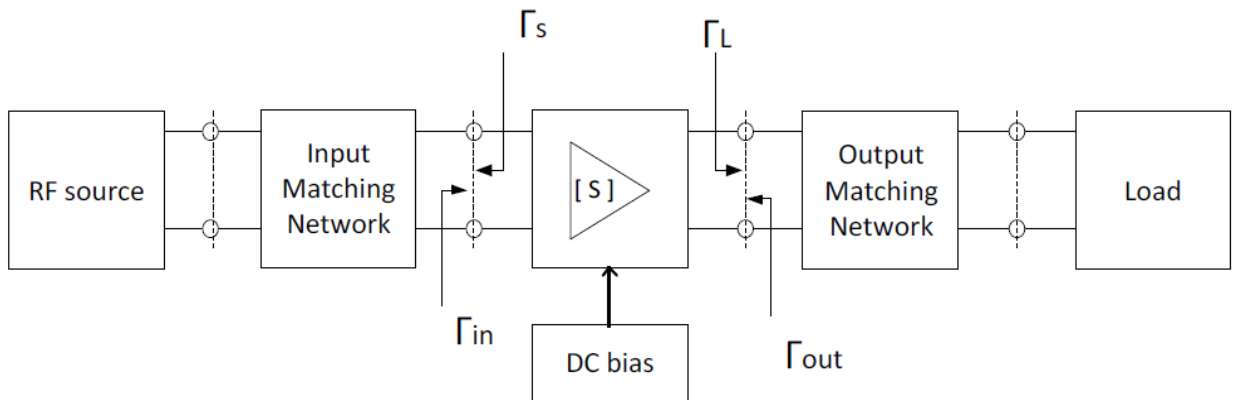 Γs
ΓL
RF source
Input
Matching
Network
[ S ]
Output
Matching
Network
Load
Γin
DC bias
Γout